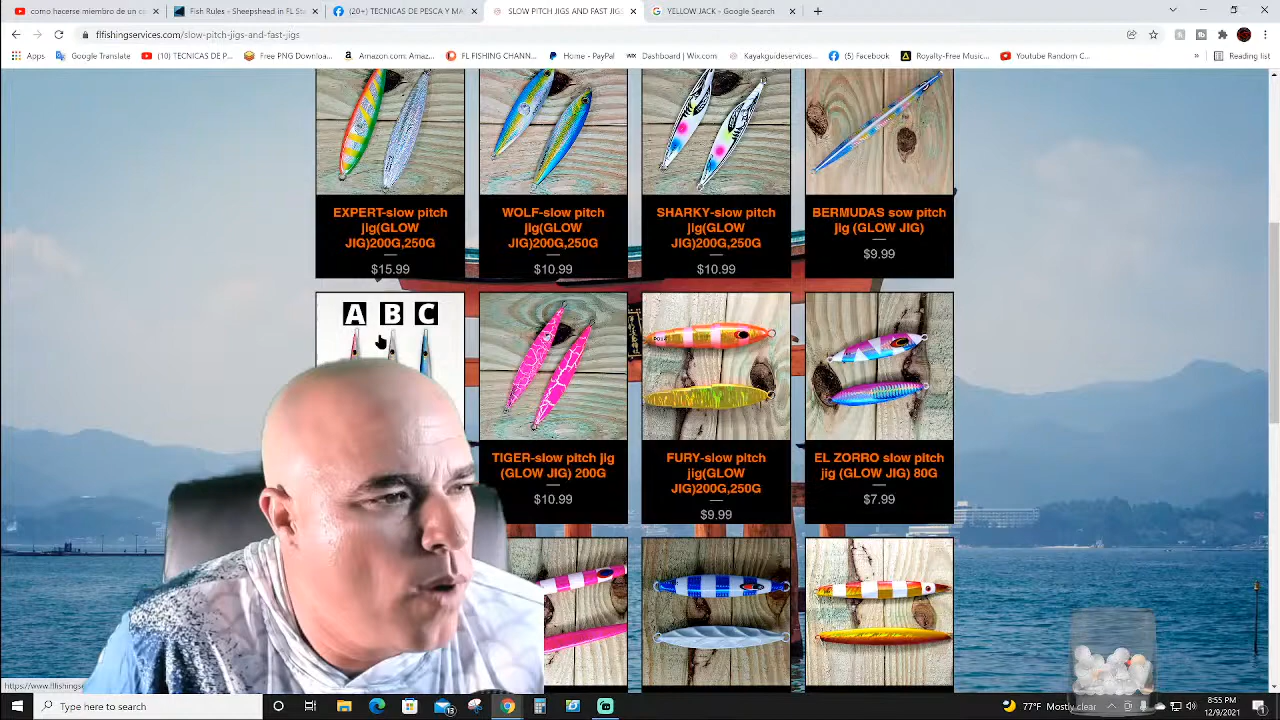 como hacerse miembro de un c
Fish Rules - Sheepshead in FL St
(20+) TECNICAS DE PESCA Y MA
SLOW PITCH JIGS AND FAST JIGS
YELLOW JACK - Google Search
flfishingservices.com/slow-pitch-jigs-and-fast-jigs
Apps
Google Translate
(10) TECNICAS DE P...
Free Download:...
Amazon.com:...
FL FISHING CHANN...
Home - PayPal
Dashboard | Wix.com
Kayakguideservices...
(5) Facebook
Royalty-Free Music...
Youtube Random C...
Reading list
EXPERT-slow pitch
jig(GLOW
JIG)200G,250G
$15.99
WOLF-slow pitch
jig(GLOW
JIG)200G,250G
$10.99
SHARKY-slow pitch
jig(GLOW
JIG)200G,250G
$10.99
BERMUDAS sow pitch
jig (GLOW JIG)
$9.99
A B C
TIGER-slow pitch jig
(GLOW JIG) 200G
$10.99
FURY-slow pitch
jig(GLOW
JIG)200G,250G
$9.99
EL ZORRO slow pitch
jig (GLOW JIG) 80G
$7.99
https://www.flfishingse
Type here to search
13
77°F Mostly clear
8:55 PM
12/9/2021